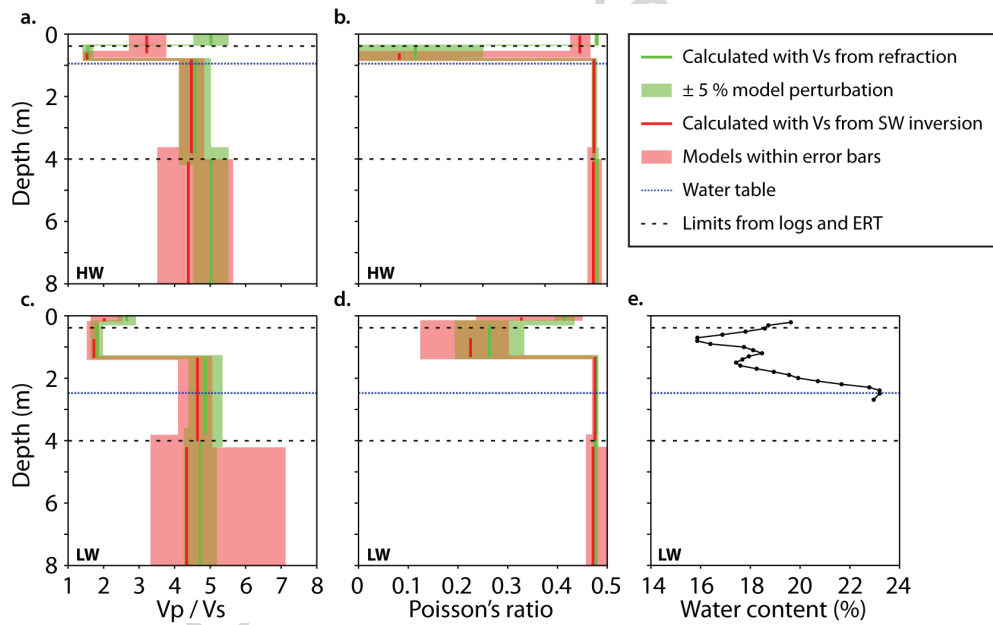 a.
b.
0
2
4
6
8
Depth (m)
HW
HW
Calculated with Vs from refraction
± 5 % model perturbation
Calculated with Vs from SW inversion
Models within error bars
Water table
Limits from logs and ERT
c.
d.
e.
0
2
4
6
8
Depth (m)
LW
LW
LW
1 2 3 4 5 6 7 8
0 0.1 0.2 0.3 0.4 0.5
14 16 18 20 22 24
Vp / Vs
Poisson's ratio
Water content (%)